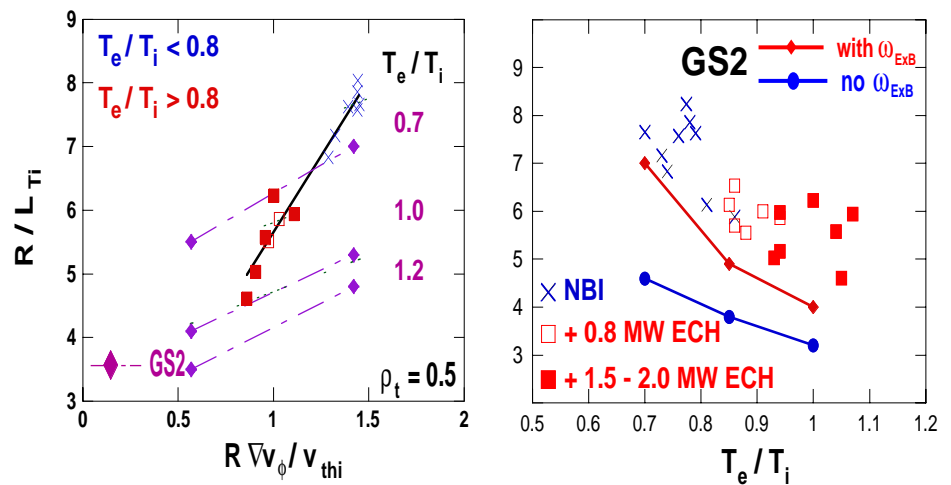 T_e / T_i < 0.8
T_e / T_i > 0.8
T_e / T_i
0.7
1.0
1.2
GS2
ρ_t = 0.5
R / L_Ti
9
8
7
6
5
4
3
0
0.5
1
1.5
2
R ∇v_ϕ / v_thi
GS2
with ω_ExB
no ω_ExB
NBI
+ 0.8 MW ECH
+ 1.5 - 2.0 MW ECH
9
8
7
6
5
4
3
0.5
0.6
0.7
0.8
0.9
1
1.1
1.2
T_e / T_i